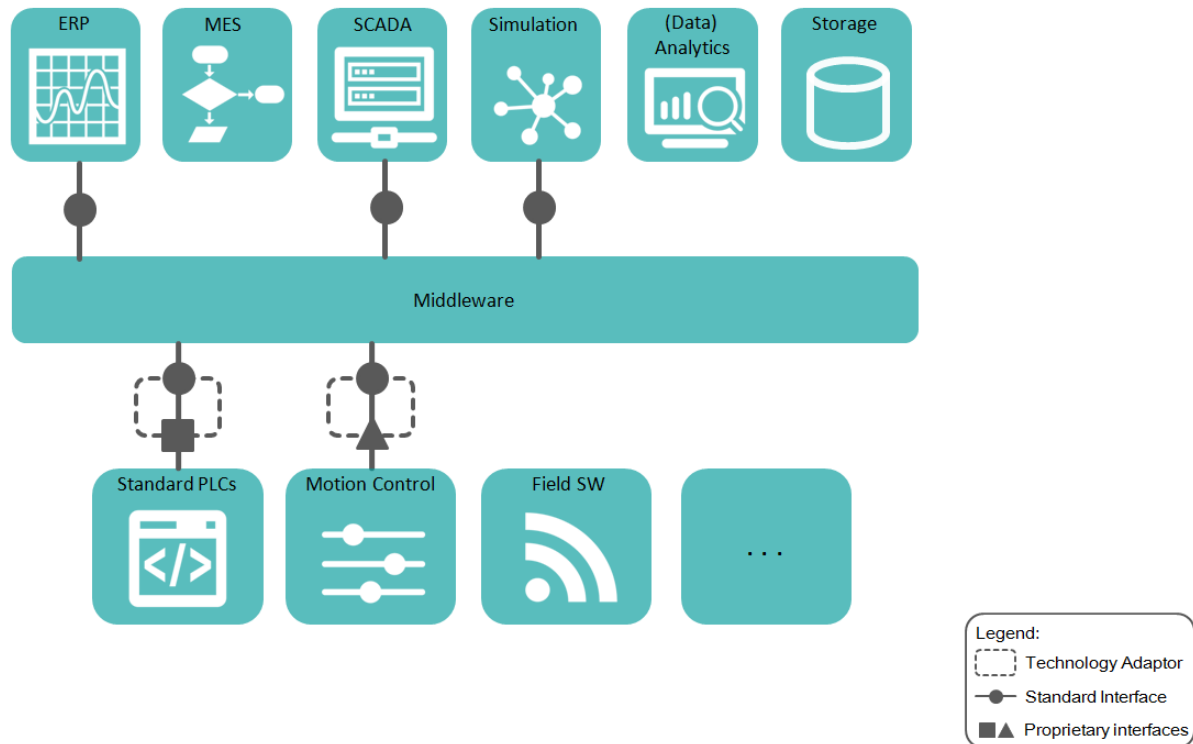 ERP
MES
SCADA
Simulation
(Data)
Analytics
Storage
</>
Middleware
Standard PLCs
Motion Control
Field SW
. . .
Legend:
Technology Adaptor
Standard Interface
Proprietary interfaces